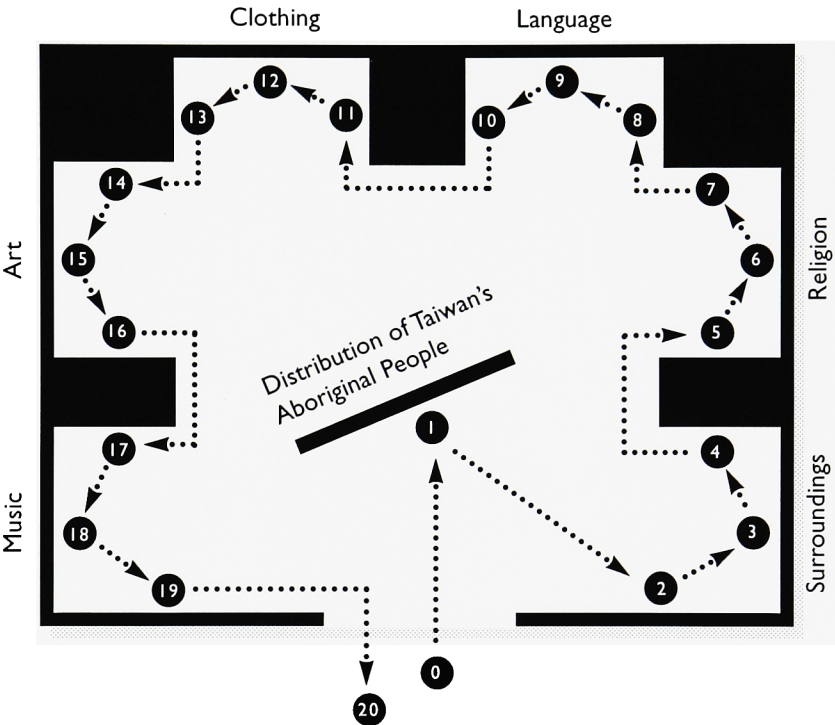 Clothing
Language
12
9
13
11
10
8
14
7
Art
15
6
Religion
16
5
Distribution of Taiwan's
Aboriginal People
1
17
4
Music
18
3
Surroundings
19
2
0
20